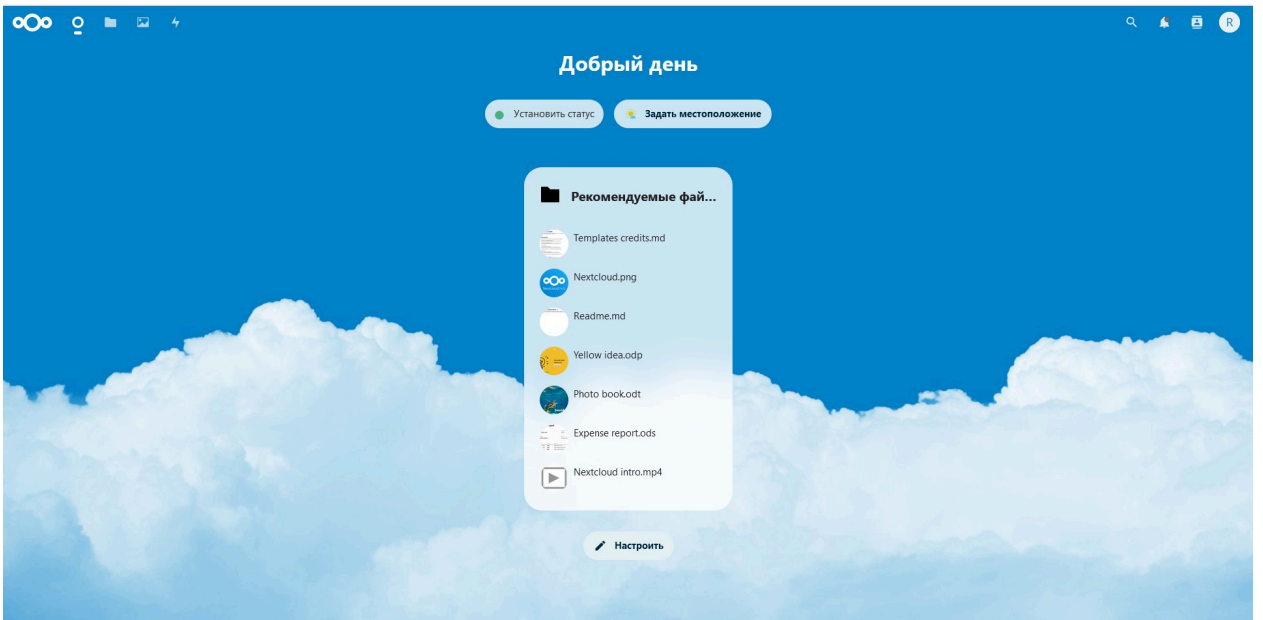 R
Добрый день
Установить статус
Задать местоположение
Рекомендуемые фай...
Templates credits.md
Nextcloud.png
Readme.md
Yellow idea.odp
Photo book.odt
Expense report.ods
Nextcloud intro.mp4
Настроить